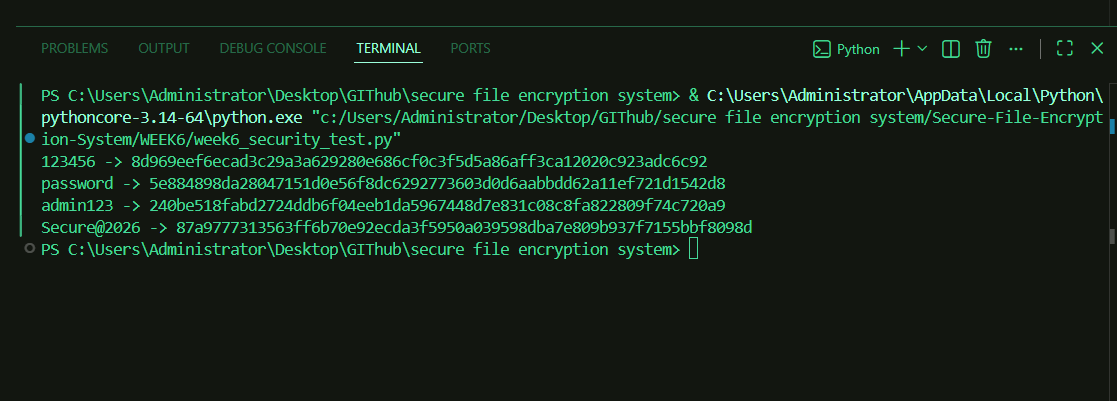 PROBLEMS OUTPUT DEBUG CONSOLE TERMINAL PORTS Python
PS C:\Users\Administrator\Desktop\GIThub\secure file encryption system> & C:\Users\Administrator\AppData\Local\Python\
pythoncore-3.14-64\python.exe "c:/Users/Administrator/Desktop/GIThub/secure file encryption system/Secure-File-Encrypt
ion-System/WEEK6/week6_security_test.py"
123456 -> 8d969eef6ecad3c29a3a629280e686cf0c3f5d5a86aff3ca12020c923adc6c92
password -> 5e884898da28047151d0e56f8dc6292773603d0d6aabbdd62a11ef721d1542d8
admin123 -> 240be518fabd2724ddb6f04eeb1da5967448d7e831c08c8fa822809f74c720a9
Secure@2026 -> 87a9777313563ff6b70e92ecda3f5950a039598dba7e809b937f7155bbf8098d
PS C:\Users\Administrator\Desktop\GIThub\secure file encryption system>